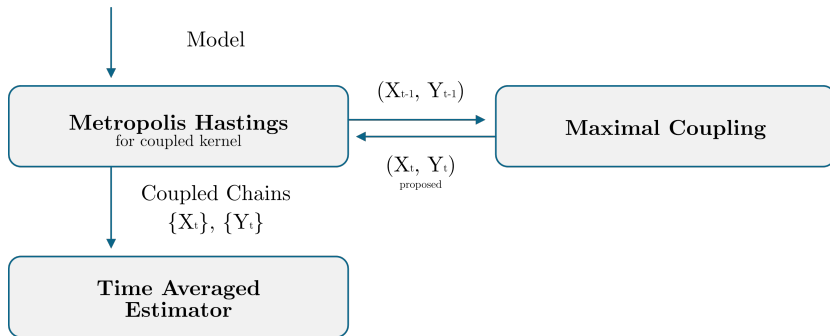 Model
(Xt-1, Yt-1)
Metropolis Hastings
for coupled kernel
Maximal Coupling
(Xt, Yt)
proposed
Coupled Chains
{Xt}, {Yt}
Time Averaged
Estimator